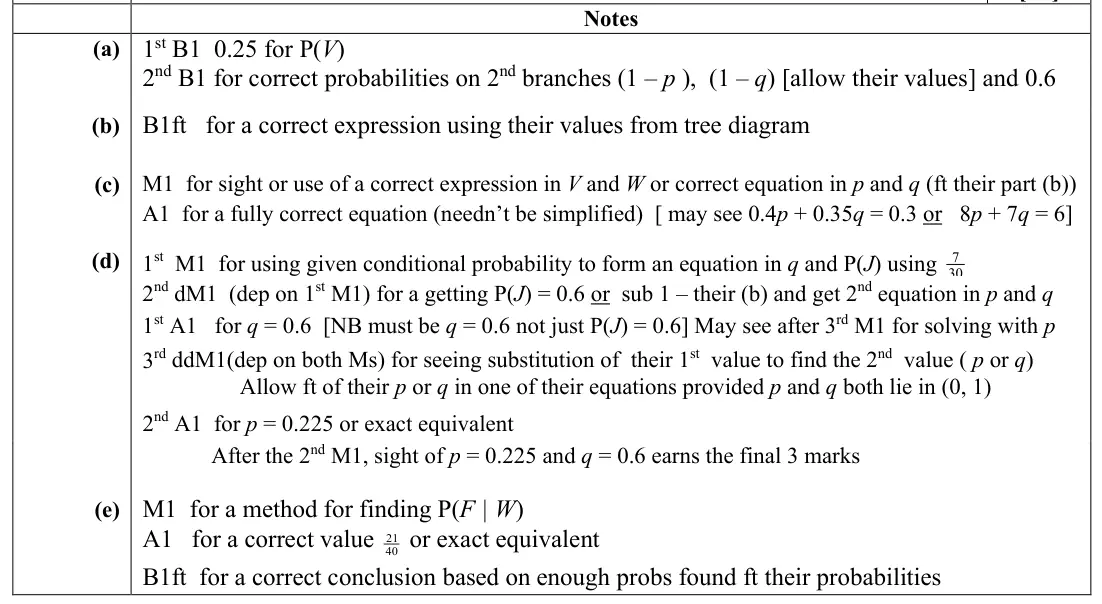 Notes
(a) 1st B1 0.25 for P(V)
2nd B1 for correct probabilities on 2nd branches (1 – p ), (1 – q) [allow their values] and 0.6
(b) B1ft for a correct expression using their values from tree diagram
(c) M1 for sight or use of a correct expression in V and W or correct equation in p and q (ft their part (b))
A1 for a fully correct equation (needn’t be simplified) [ may see 0.4p + 0.35q = 0.3 or 8p + 7q = 6]
(d) 1st M1 for using given conditional probability to form an equation in q and P(J) using 7/30
2nd dM1 (dep on 1st M1) for a getting P(J) = 0.6 or sub 1 – their (b) and get 2nd equation in p and q
1st A1 for q = 0.6 [NB must be q = 0.6 not just P(J) = 0.6] May see after 3rd M1 for solving with p
3rd ddM1(dep on both Ms) for seeing substitution of their 1st value to find the 2nd value ( p or q)
Allow ft of their p or q in one of their equations provided p and q both lie in (0, 1)
2nd A1 for p = 0.225 or exact equivalent
After the 2nd M1, sight of p = 0.225 and q = 0.6 earns the final 3 marks
(e) M1 for a method for finding P(F | W)
A1 for a correct value 21/40 or exact equivalent
B1ft for a correct conclusion based on enough probs found ft their probabilities